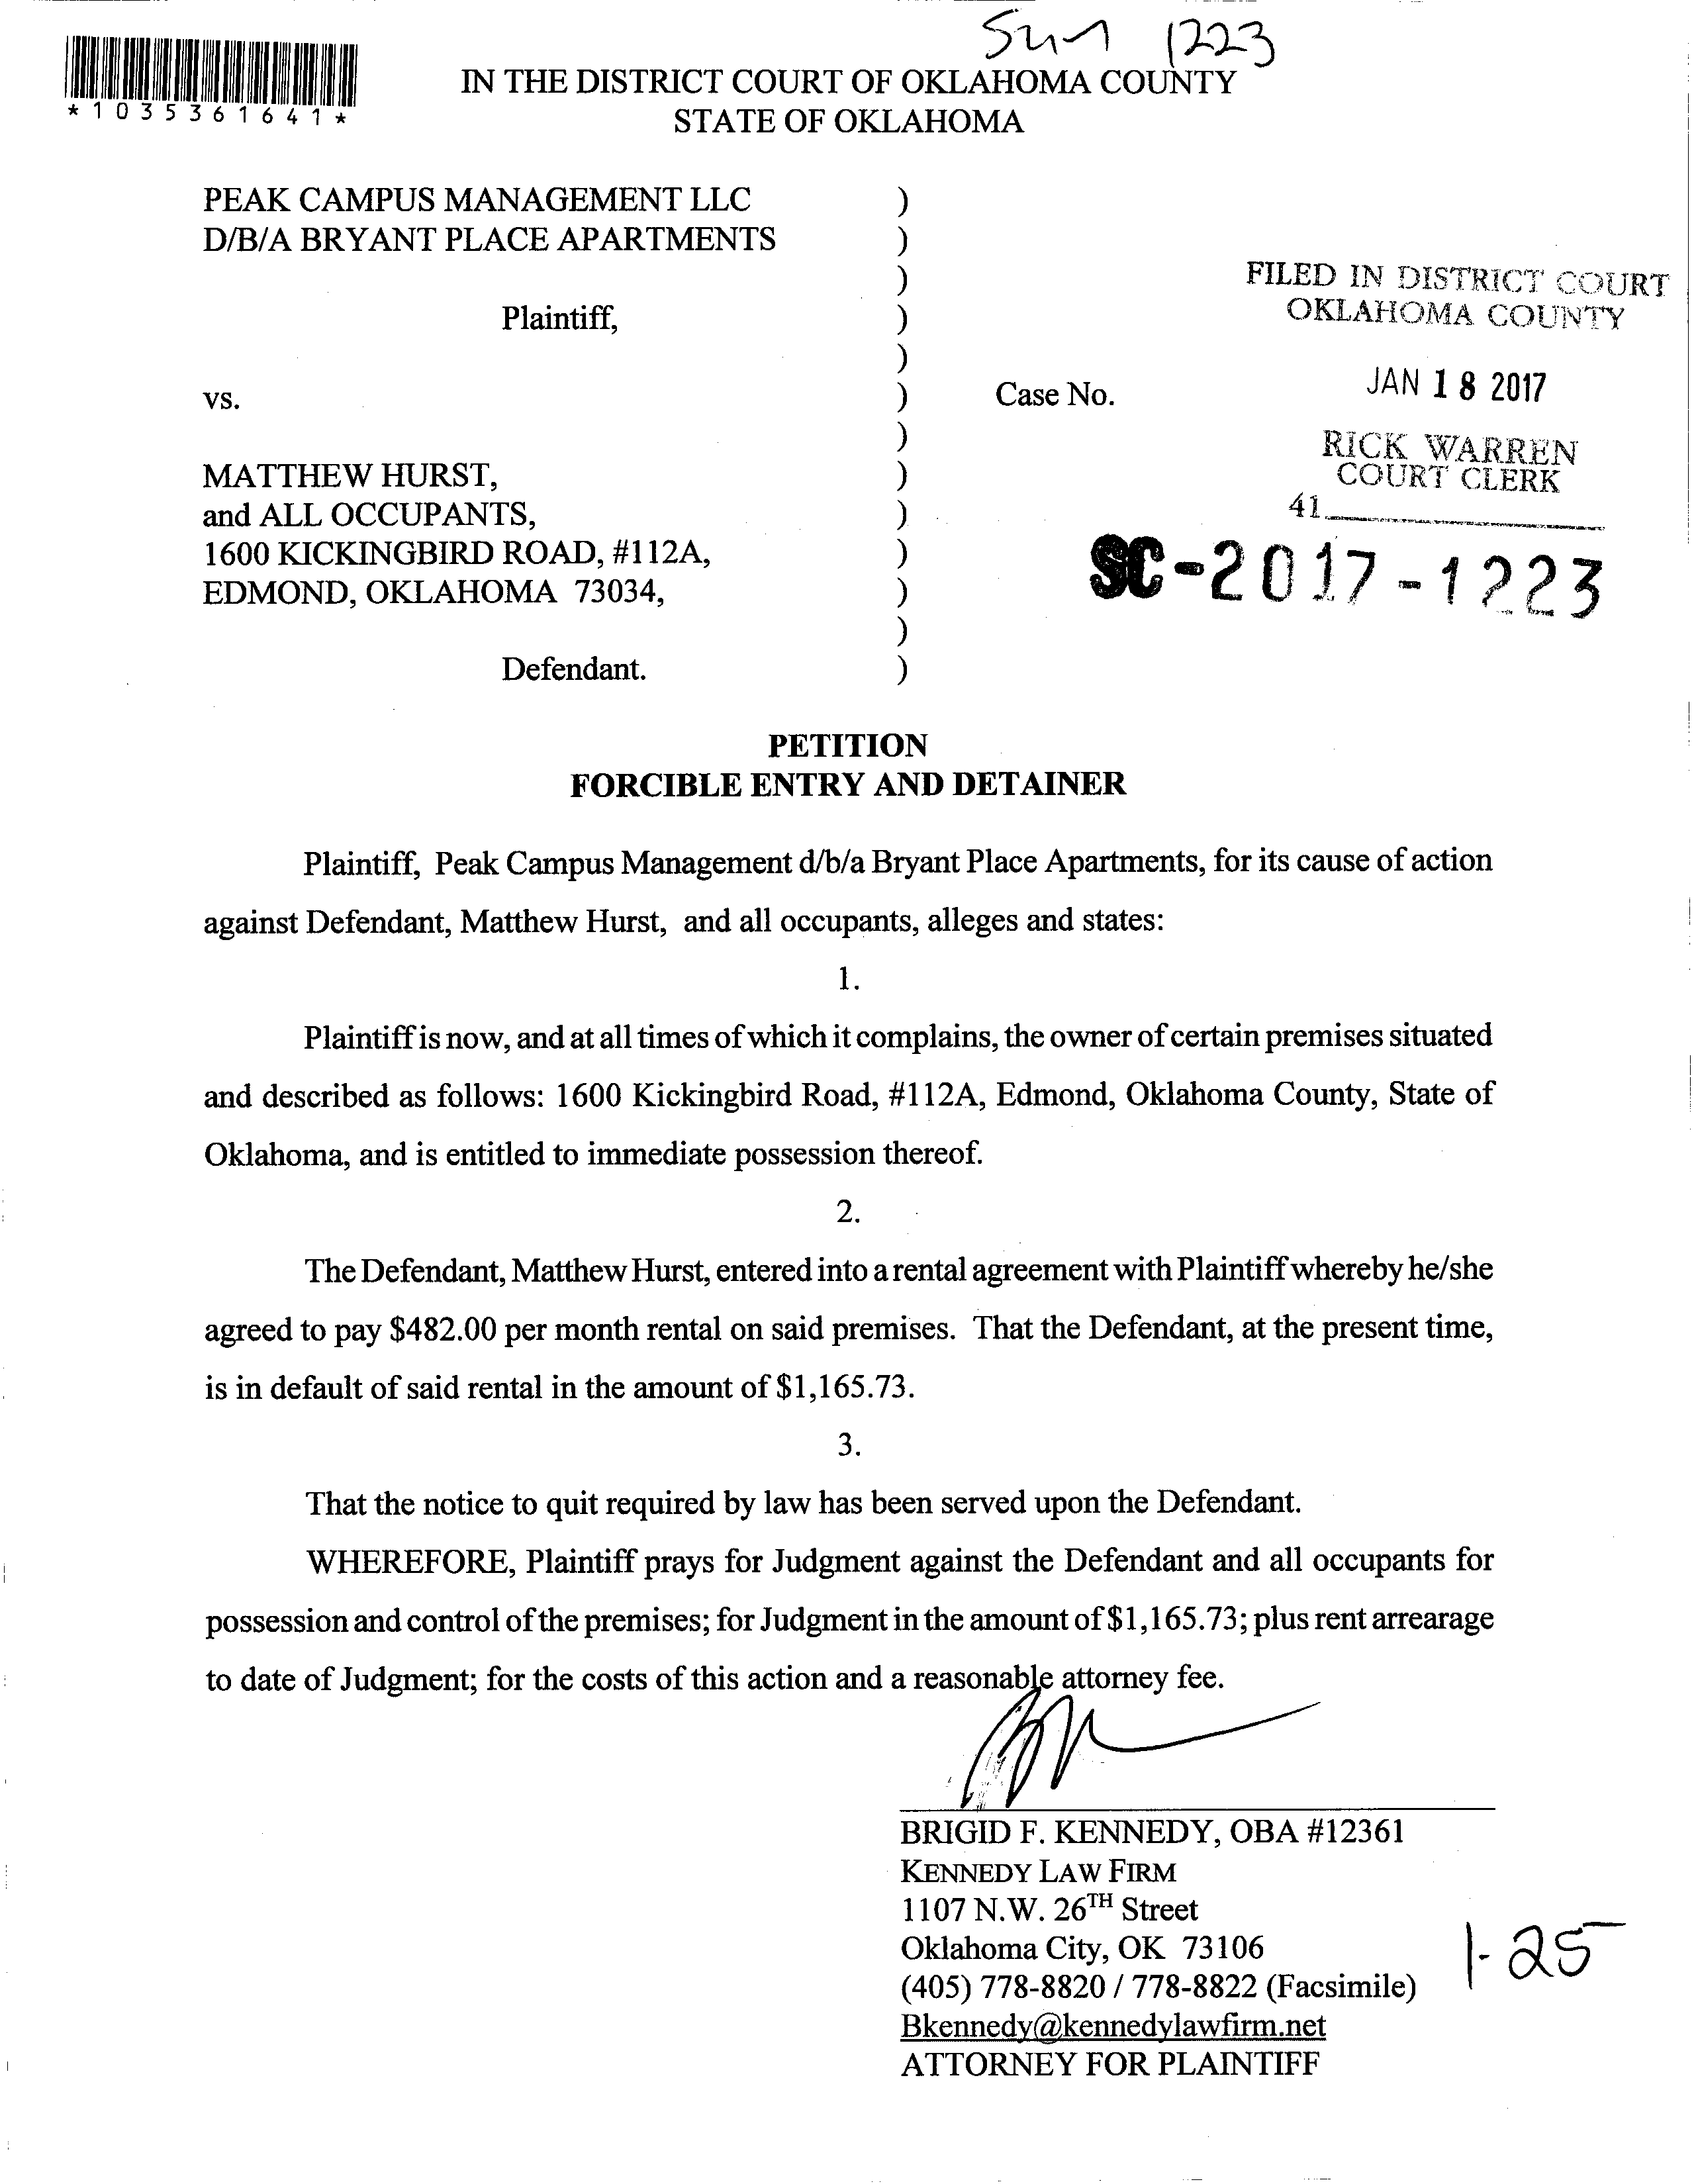 Sum 1223
*1035361641*
IN THE DISTRICT COURT OF OKLAHOMA COUNTY
STATE OF OKLAHOMA
PEAK CAMPUS MANAGEMENT LLC )
D/B/A BRYANT PLACE APARTMENTS )
)
Plaintiff, )
)
vs. )
)
MATTHEW HURST, )
and ALL OCCUPANTS, )
1600 KICKINGBIRD ROAD, #112A, )
EDMOND, OKLAHOMA 73034, )
)
Defendant. )
Case No.
FILED IN DISTRICT COURT
OKLAHOMA COUNTY
JAN 18 2017
RICK WARREN
COURT CLERK
41
SC-2017-1223
PETITION
FORCIBLE ENTRY AND DETAINER
Plaintiff, Peak Campus Management d/b/a Bryant Place Apartments, for its cause of action
against Defendant, Matthew Hurst, and all occupants, alleges and states:
1.
Plaintiff is now, and at all times of which it complains, the owner of certain premises situated
and described as follows: 1600 Kickingbird Road, #112A, Edmond, Oklahoma County, State of
Oklahoma, and is entitled to immediate possession thereof.
2.
The Defendant, Matthew Hurst, entered into a rental agreement with Plaintiff whereby he/she
agreed to pay $482.00 per month rental on said premises. That the Defendant, at the present time,
is in default of said rental in the amount of $1,165.73.
3.
That the notice to quit required by law has been served upon the Defendant.
WHEREFORE, Plaintiff prays for Judgment against the Defendant and all occupants for
possession and control of the premises; for Judgment in the amount of $1,165.73; plus rent arrearage
to date of Judgment; for the costs of this action and a reasonable attorney fee.
BRIGID F. KENNEDY, OBA #12361
KENNEDY LAW FIRM
1107 N.W. 26TH Street
Oklahoma City, OK 73106
(405) 778-8820 / 778-8822 (Facsimile)
Bkennedy@kennedylawfirm.net
ATTORNEY FOR PLAINTIFF
1-25